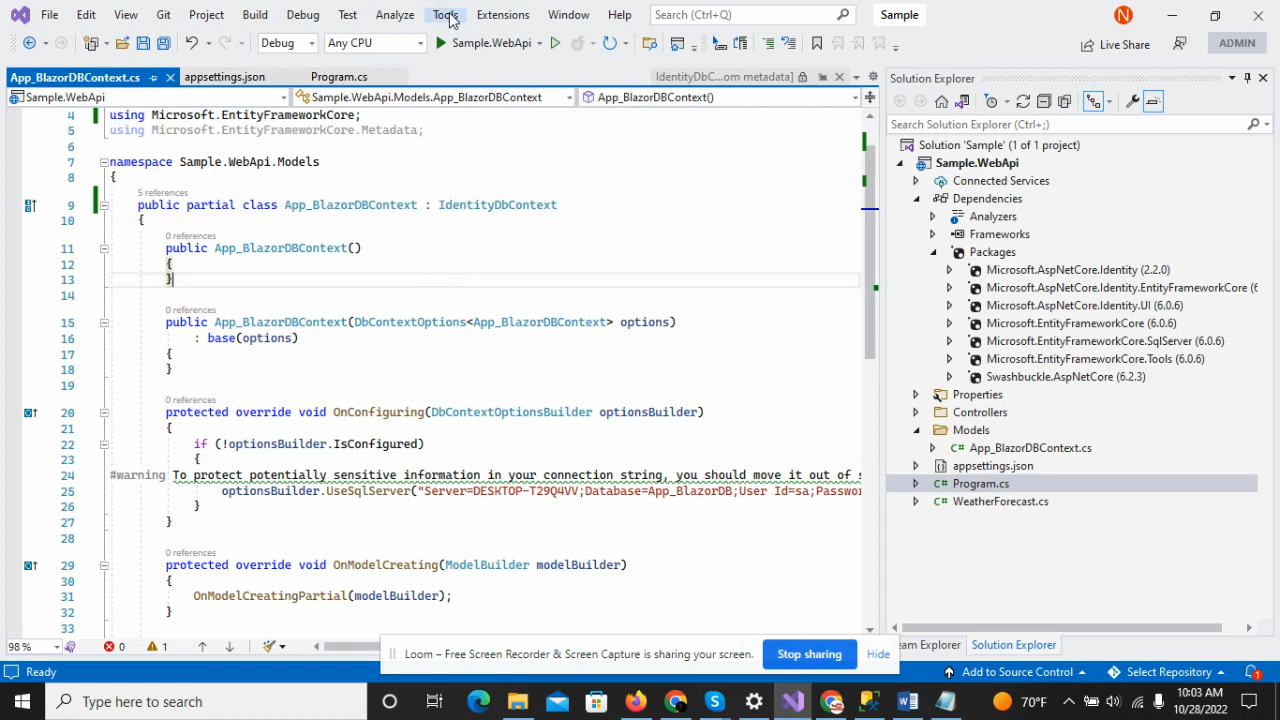 File Edit View Git Project Build Debug Test Analyze Tools Extensions Window Help Search (Ctrl+Q) Sample N
Debug Any CPU Sample.WebApi Live Share ADMIN
App_BlazorDBContext.cs appsettings.json Program.cs IdentityDbC...om metadata] Solution Explorer
Sample.WebApi Sample.WebApi.Models.App_BlazorDBContext App_BlazorDBContext()
4 using Microsoft.EntityFrameworkCore;
5 using Microsoft.EntityFrameworkCore.Metadata;
6
7 namespace Sample.WebApi.Models
8 {
5 references
9 public partial class App_BlazorDBContext : IdentityDbContext
10 {
0 references
11 public App_BlazorDBContext()
12 {
13 }
14
0 references
15 public App_BlazorDBContext(DbContextOptions<App_BlazorDBContext> options)
16 : base(options)
17 {
18 }
19
0 references
20 protected override void OnConfiguring(DbContextOptionsBuilder optionsBuilder)
21 {
22 if (!optionsBuilder.IsConfigured)
23 {
24 #warning To protect potentially sensitive information in your connection string, you should move it out of s
25 optionsBuilder.UseSqlServer("Server=DESKTOP-T29Q4VV;Database=App_BlazorDB;User Id=sa;Passwor
26 }
27 }
28
0 references
29 protected override void OnModelCreating(ModelBuilder modelBuilder)
30 {
31 OnModelCreatingPartial(modelBuilder);
32 }
33
Search Solution Explorer (Ctrl+;)
Solution 'Sample' (1 of 1 project)
Sample.WebApi
Connected Services
Dependencies
Analyzers
Frameworks
Packages
Microsoft.AspNetCore.Identity (2.2.0)
Microsoft.AspNetCore.Identity.EntityFrameworkCore (6
Microsoft.AspNetCore.Identity.UI (6.0.6)
Microsoft.EntityFrameworkCore (6.0.6)
Microsoft.EntityFrameworkCore.SqlServer (6.0.6)
Microsoft.EntityFrameworkCore.Tools (6.0.6)
Swashbuckle.AspNetCore (6.2.3)
Properties
Controllers
Models
App_BlazorDBContext.cs
appsettings.json
Program.cs
WeatherForecast.cs
98 % 0 1 eam Explorer Solution Explorer
Loom – Free Screen Recorder & Screen Capture is sharing your screen. Stop sharing Hide
Ready Add to Source Control Select Repository 1
Type here to search 70°F 10:03 AM
10/28/2022